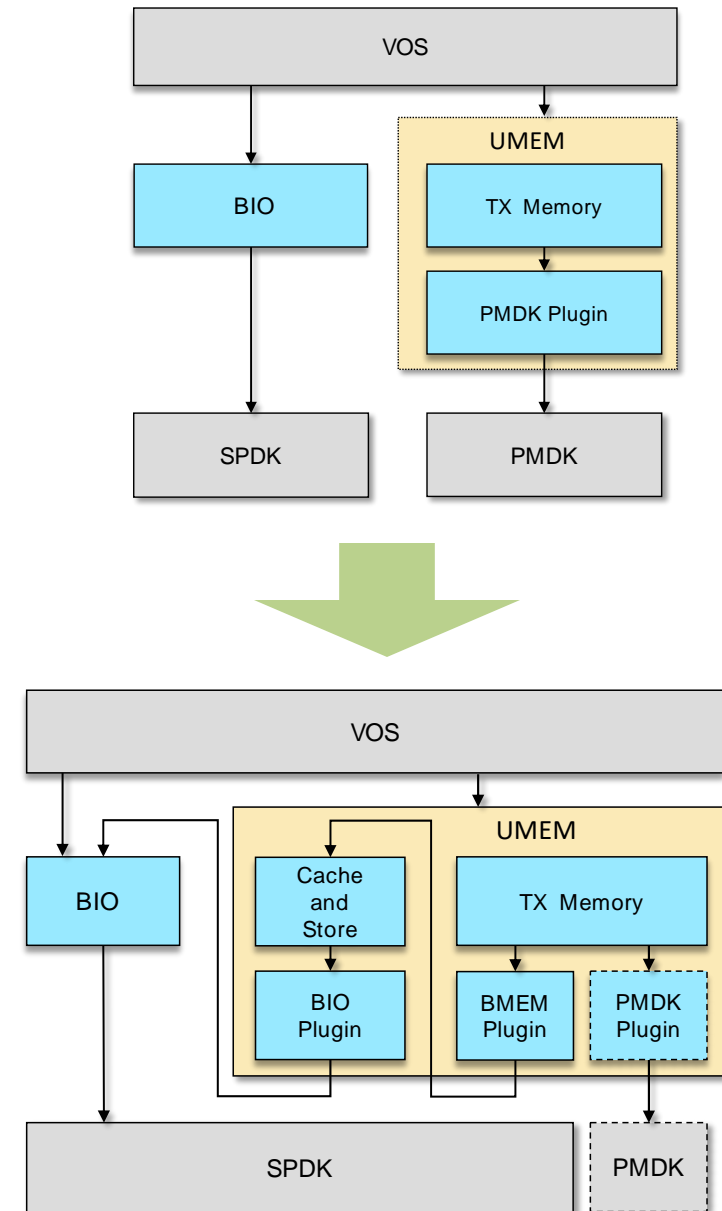 VOS
UMEM
BIO
TX Memory
PMDK Plugin
SPDK
PMDK
VOS
UMEM
BIO
Cache
and
Store
TX Memory
BIO
Plugin
BMEM
Plugin
PMDK
Plugin
SPDK
PMDK